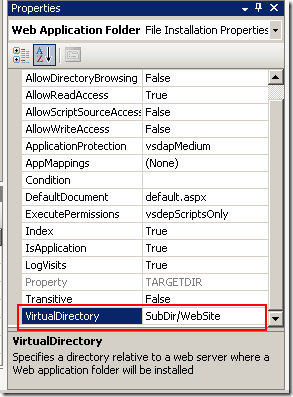 Properties
Web Application Folder File Installation Properties
AllowDirectoryBrowsing False
AllowReadAccess True
AllowScriptSourceAccess False
AllowWriteAccess False
ApplicationProtection vsdapMedium
AppMappings (None)
Condition
DefaultDocument default.aspx
ExecutePermissions vsdepScriptsOnly
Index True
IsApplication True
LogVisits True
Property TARGETDIR
Transitive False
VirtualDirectory SubDir/WebSite
VirtualDirectory
Specifies a directory relative to a web server where a
Web application folder will be installed